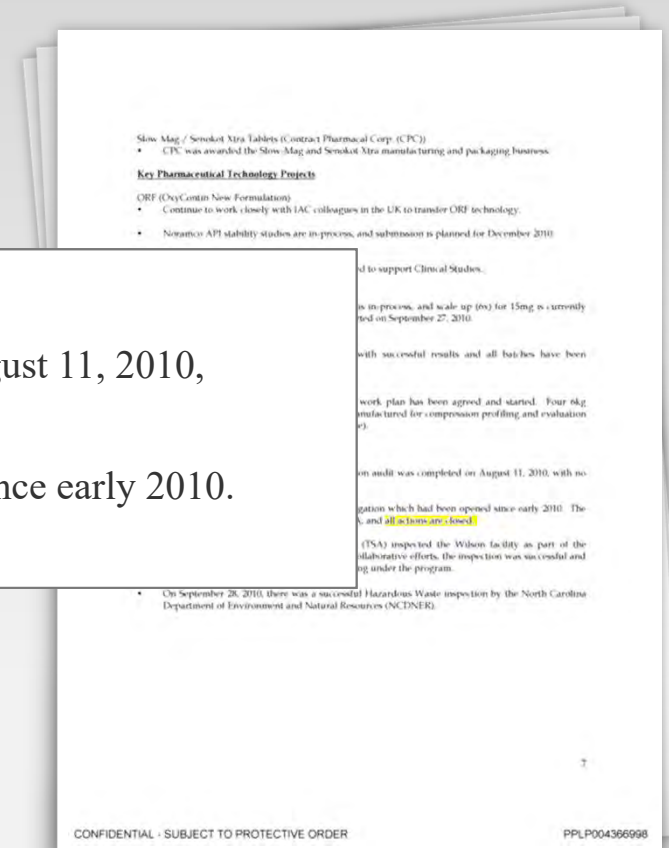 Slow Mag / Senokot Xtra Tablets (Contract Pharmacal Corp. (CPC))
• CPC was awarded the Slow-Mag and Senokot Xtra manufacturing and packaging business.
Key Pharmaceutical Technology Projects
ORF (OxyContin New Formulation)
• Continue to work closely with IAC colleagues in the UK to transfer ORF technology.
• Noramco API stability studies are in-process, and submission is planned for December 2010.
d to support Clinical Studies.
is in-process, and scale up (6x) for 15mg is currently
ted on September 27, 2010.
with successful results and all batches have been
work plan has been agreed and started. Four 6kg
nufactured for compression profiling and evaluation
e).
on audit was completed on August 11, 2010, with no
gation which had been opened since early 2010. The
, and all actions are closed.
(TSA) inspected the Wilson facility as part of the
ollaborative efforts, the inspection was successful and
ng under the program.
• On September 28, 2010, there was a successful Hazardous Waste inspection by the North Carolina
Department of Environment and Natural Resources (NCDNER).
7
CONFIDENTIAL - SUBJECT TO PROTECTIVE ORDER
PPLP004366998
ust 11, 2010,
nce early 2010.